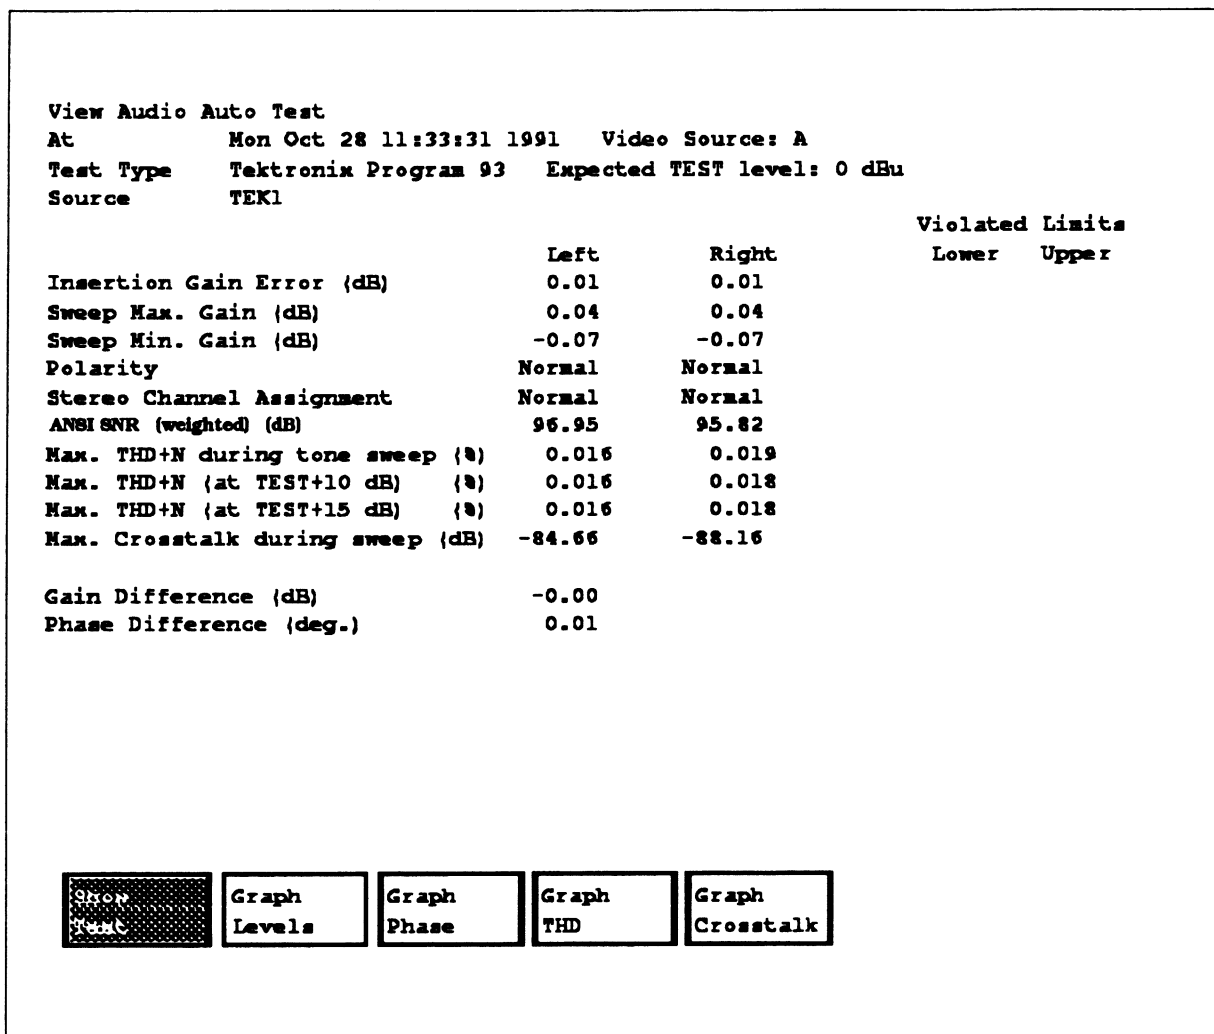 View Audio Auto Test
At Mon Oct 28 11:33:31 1991 Video Source: A
Test Type Tektronix Program 93 Expected TEST level: 0 dBu
Source TEK1
Violated Limits
Left Right Lower Upper
Insertion Gain Error (dB) 0.01 0.01
Sweep Max. Gain (dB) 0.04 0.04
Sweep Min. Gain (dB) -0.07 -0.07
Polarity Normal Normal
Stereo Channel Assignment Normal Normal
ANSI SNR (weighted) (dB) 96.95 95.82
Max. THD+N during tone sweep (%) 0.016 0.019
Max. THD+N (at TEST+10 dB) (%) 0.016 0.018
Max. THD+N (at TEST+15 dB) (%) 0.016 0.018
Max. Crosstalk during sweep (dB) -84.66 -88.16
Gain Difference (dB) -0.00
Phase Difference (deg.) 0.01
Show Graph Graph Graph Graph
Text Levels Phase THD Crosstalk